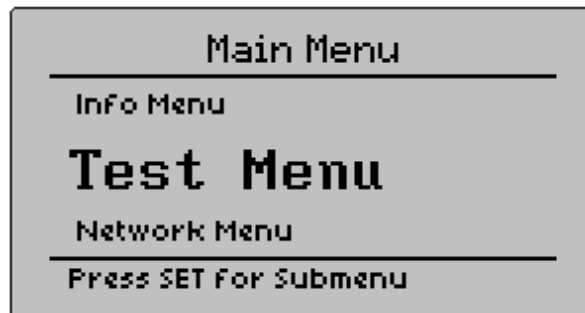 Main Menu
Info Menu
Test Menu
Network Menu
Press SET for Submenu